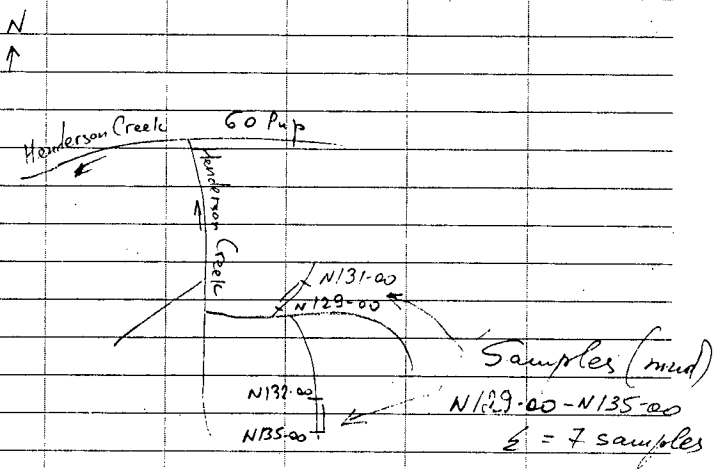 N
Henderson Creek
60 Pup
Henderson Creek
N131-00
N129-00
Samples (mud)
N132-00
N129-00-N135-00
N135-00
Σ = 7 samples